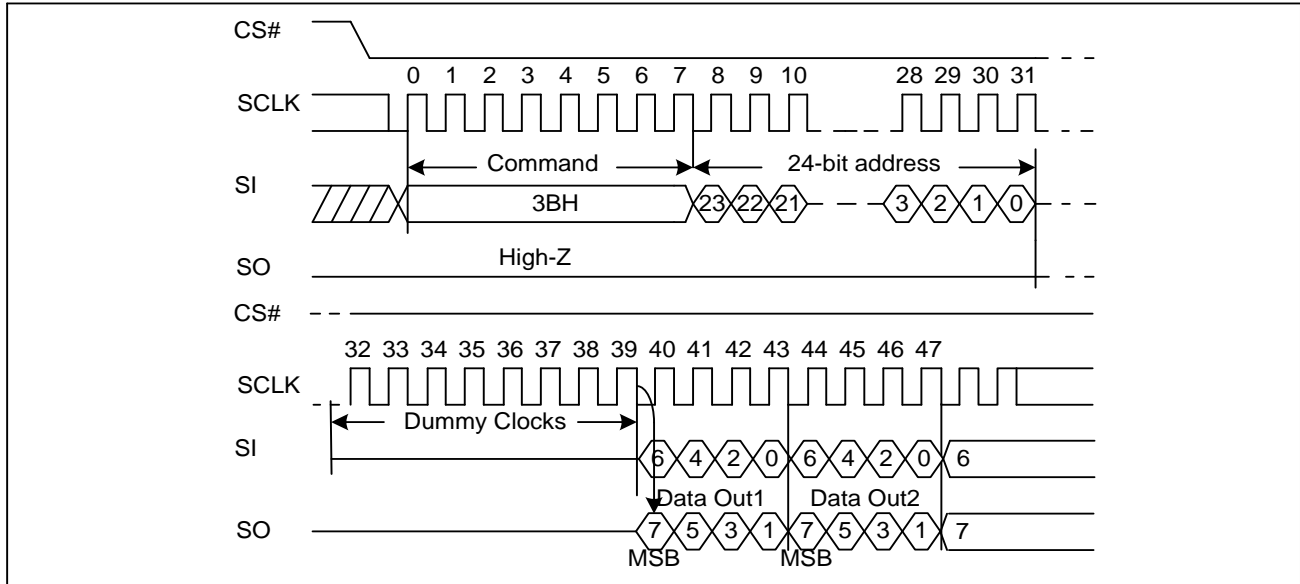 CS#
0 1 2 3 4 5 6 7 8 9 10 28 29 30 31
SCLK
Command 24-bit address
SI
3BH 23 22 21 3 2 1 0
High-Z
SO
CS#
32 33 34 35 36 37 38 39 40 41 42 43 44 45 46 47
SCLK
Dummy Clocks
SI
6 4 2 0 6 4 2 0 6
Data Out1 Data Out2
SO
7 5 3 1 7 5 3 1 7
MSB MSB